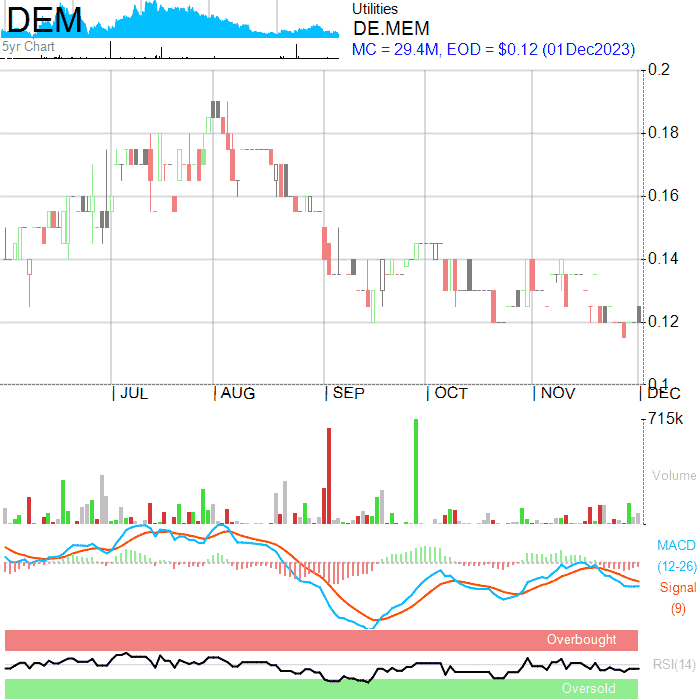 DEM
5yr Chart
Utilities
DE.MEM
MC = 29.4M, EOD = $0.12 (01Dec2023)
0.2
0.18
0.16
0.14
0.12
0.1
JUL AUG SEP OCT NOV DEC
715k
Volume
MACD
(12-26)
Signal
(9)
Overbought
RSI(14)
Oversold